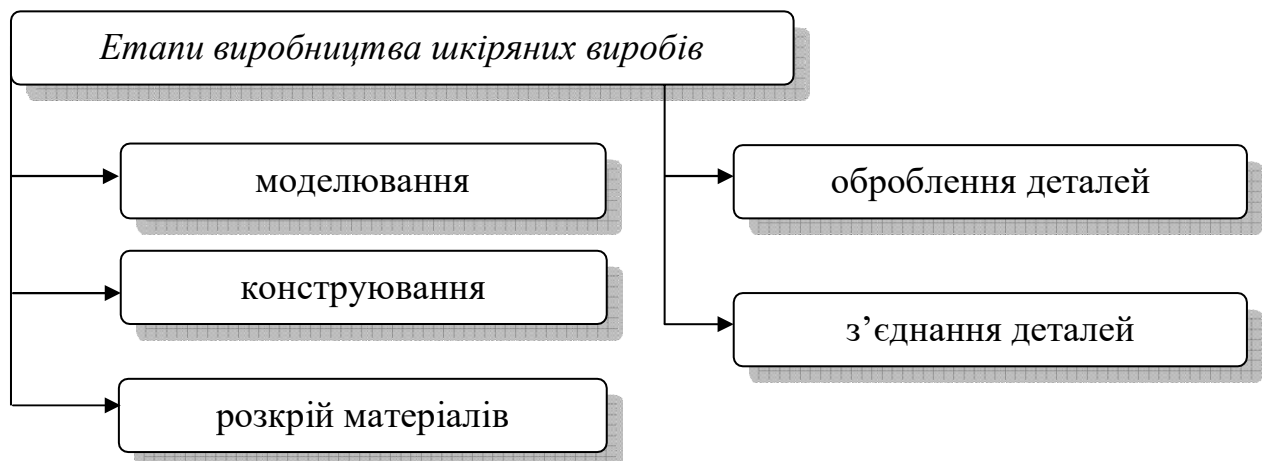 Етапи виробництва шкіряних виробів
моделювання
конструювання
розкрій матеріалів
оброблення деталей
з’єднання деталей